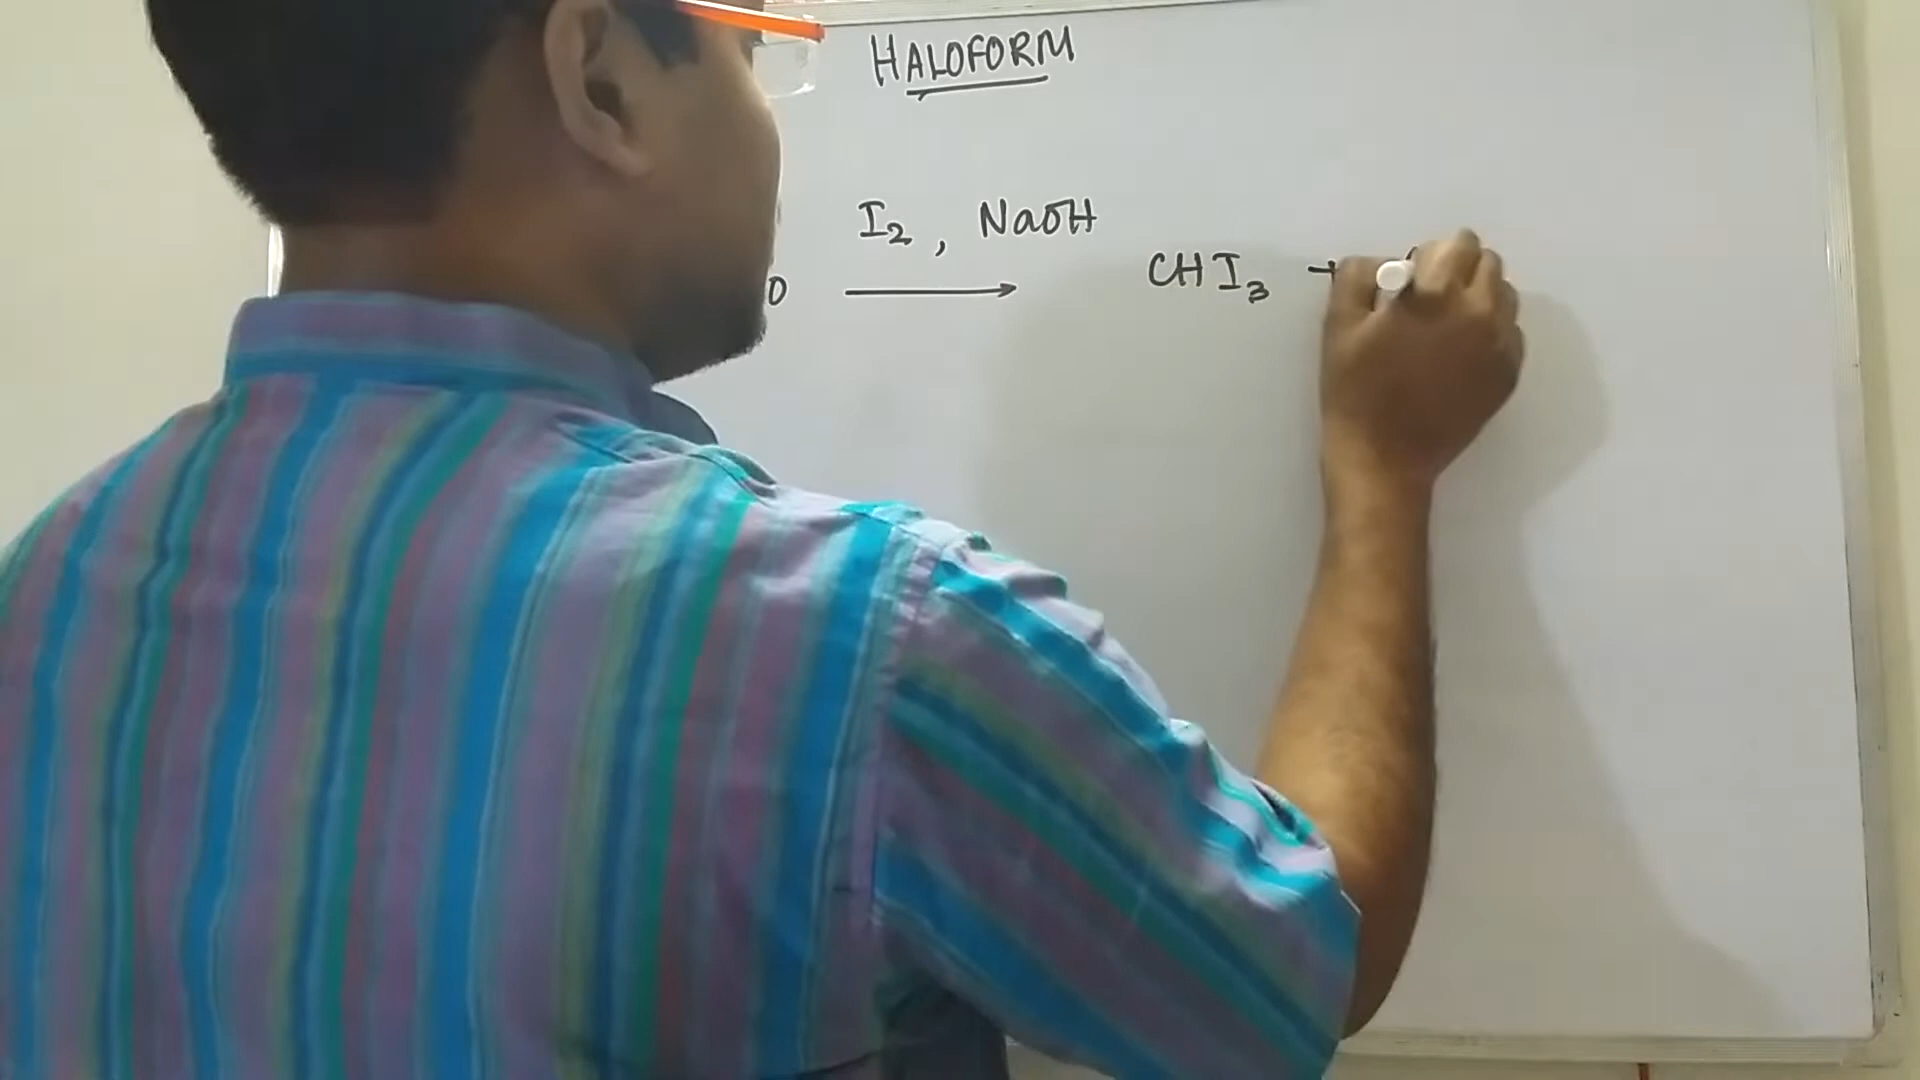 HALOFORM
I₂, NaOH
O ⟶ CHI₃ +